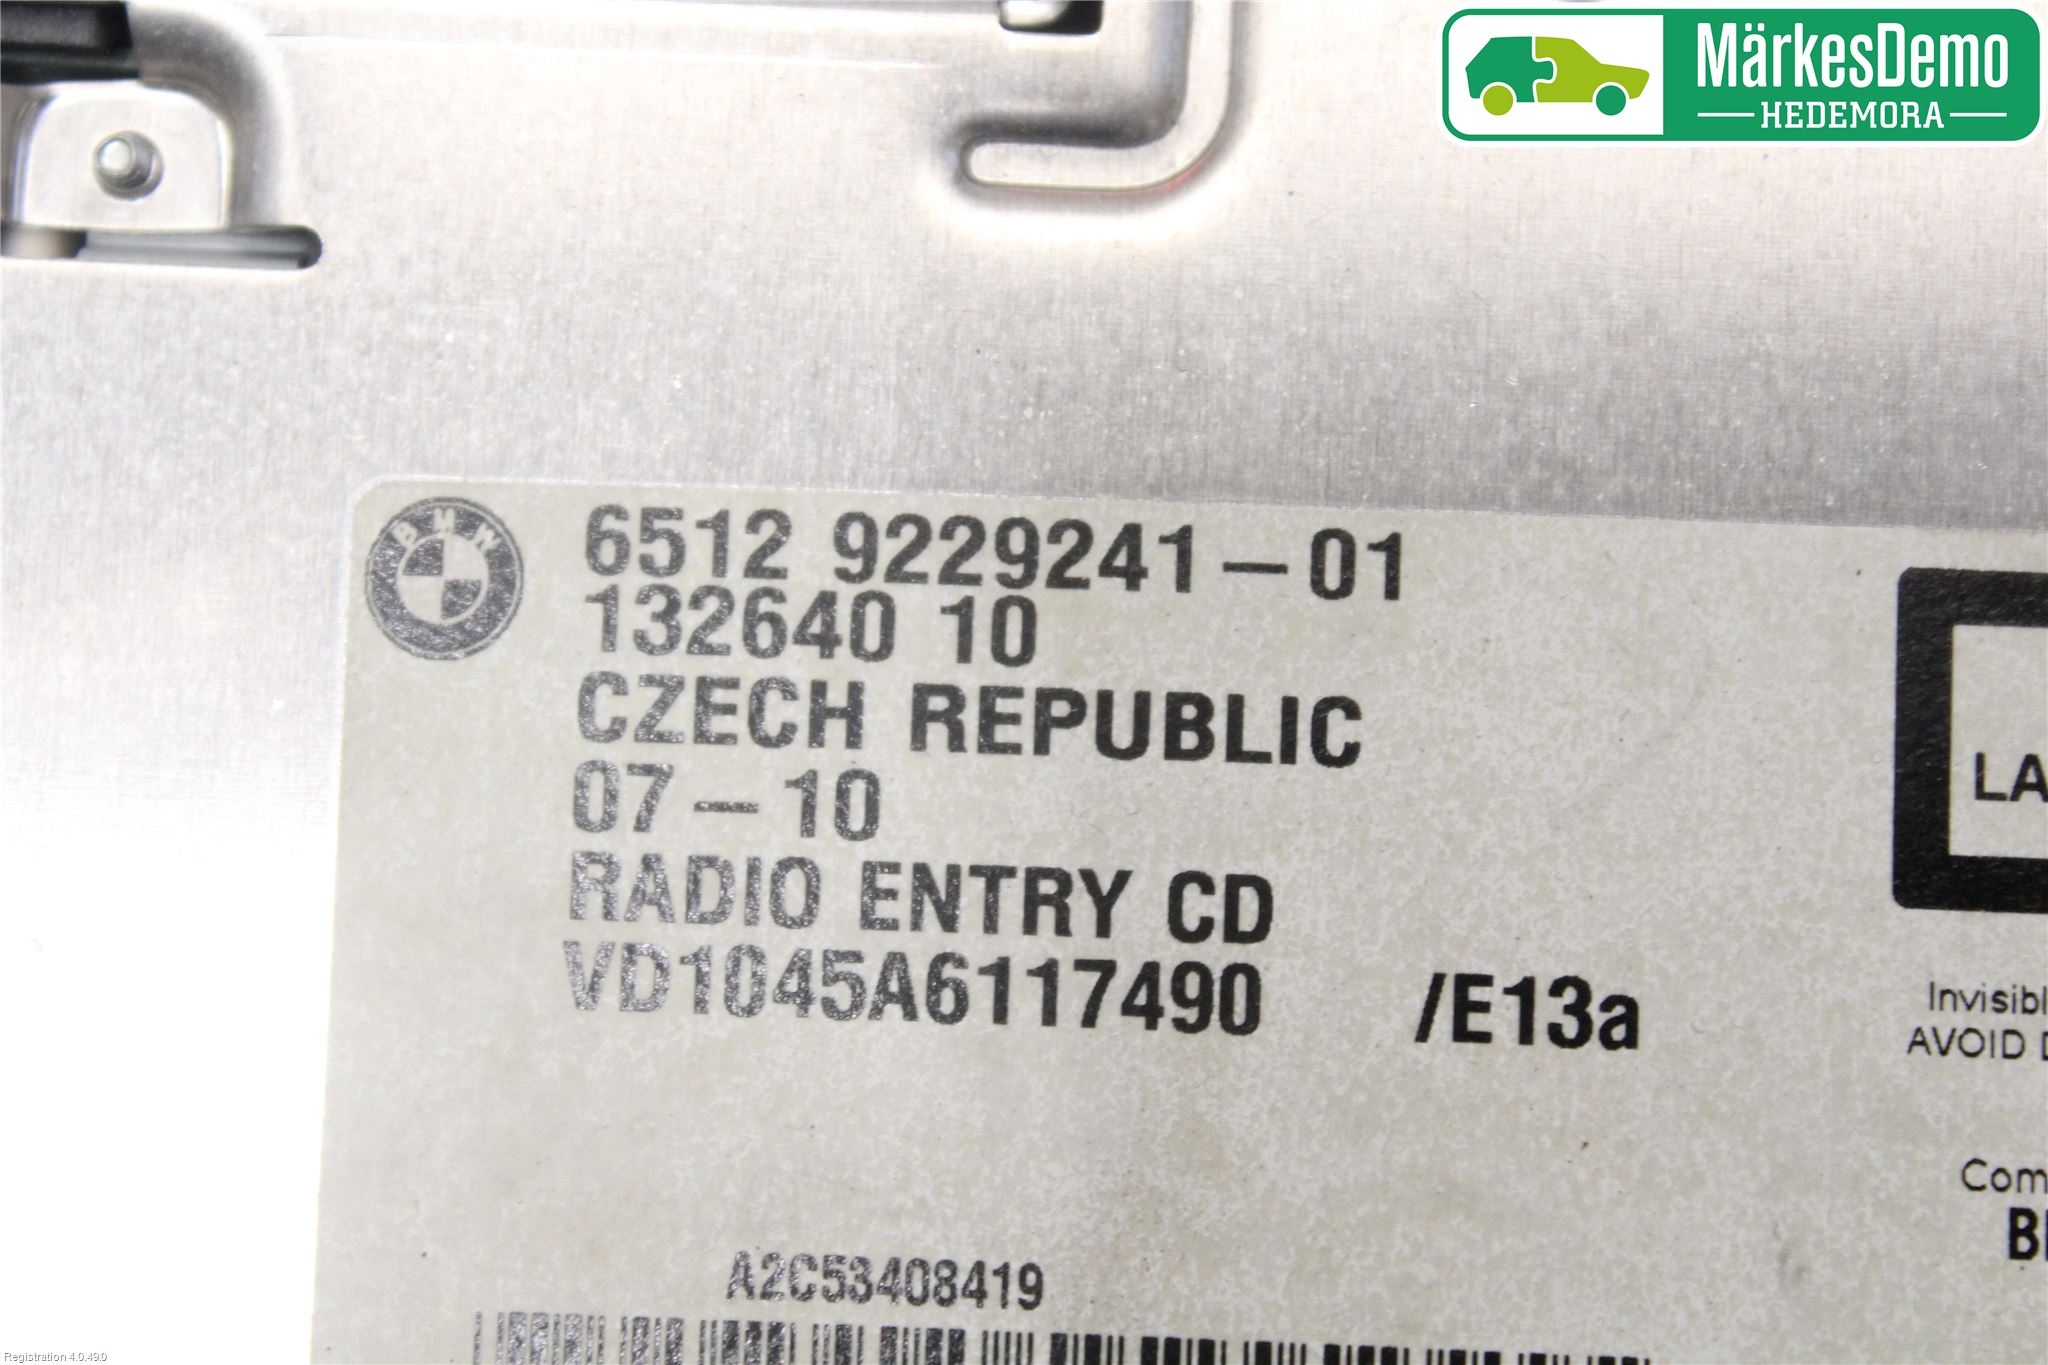 MärkesDemo
HEDEMORA
BMW
6512 9229241-01
132640 10
CZECH REPUBLIC
07-10
RADIO ENTRY CD
VD1045A6117490 /E13a
LA
Invisibl
AVOID D
Com
A2C53408419
Registration 4.0.49.0